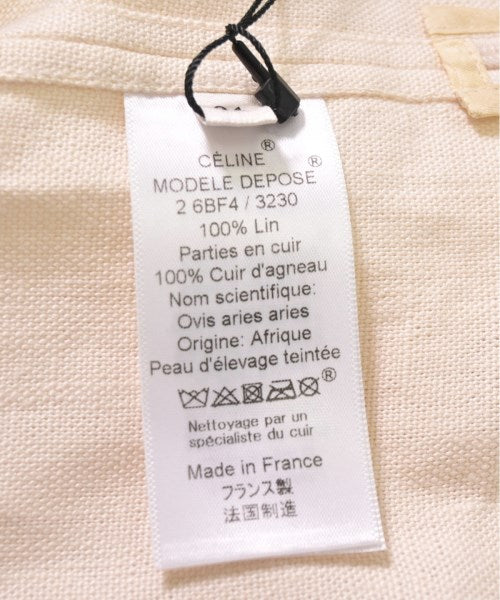 CÉLINE®
MODELE DEPOSE®
2 6BF4 / 3230
100% Lin
Parties en cuir
100% Cuir d'agneau
Nom scientifique:
Ovis aries aries
Origine: Afrique
Peau d'élevage teintée
®
Nettoyage par un
spécialiste du cuir
Made in France
フランス製
法国制造